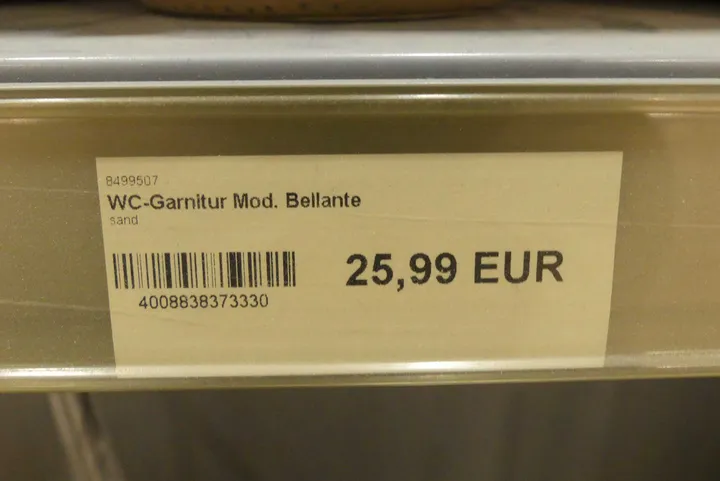 8499507
WC-Garnitur Mod. Bellante
sand
25,99 EUR
4008838373330